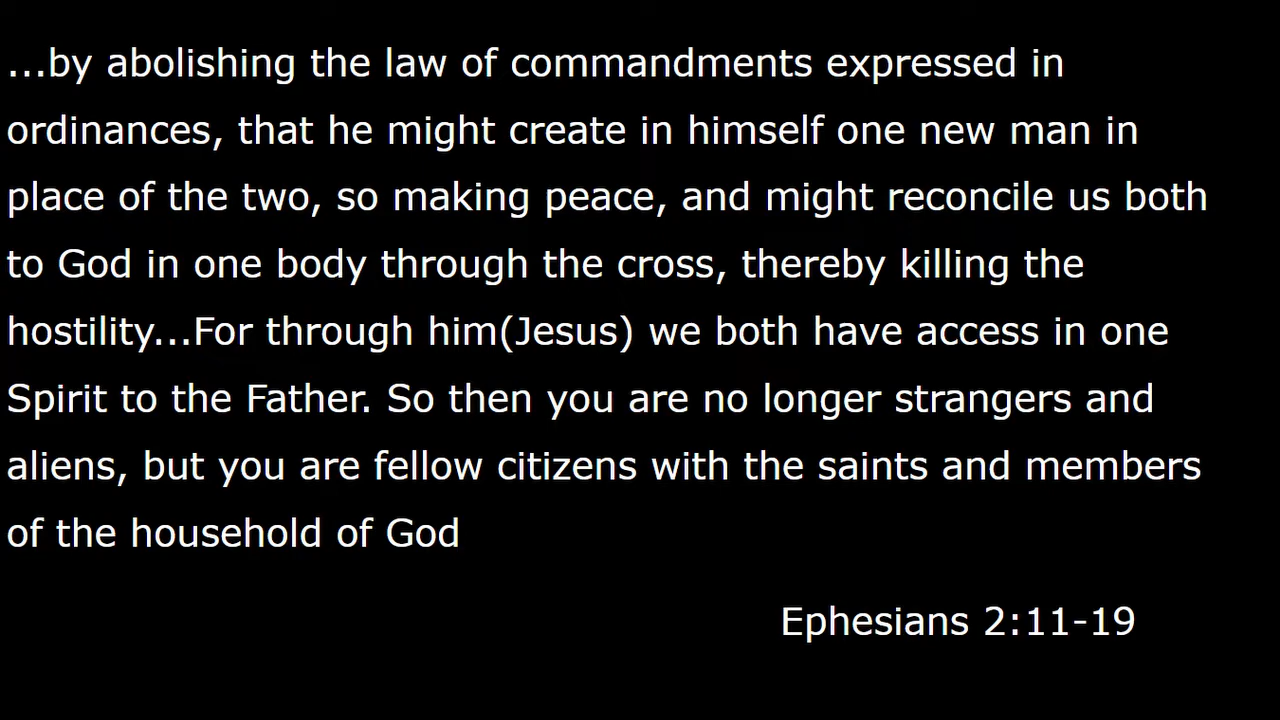 ...by abolishing the law of commandments expressed in
ordinances, that he might create in himself one new man in
place of the two, so making peace, and might reconcile us both
to God in one body through the cross, thereby killing the
hostility...For through him(Jesus) we both have access in one
Spirit to the Father. So then you are no longer strangers and
aliens, but you are fellow citizens with the saints and members
of the household of God
Ephesians 2:11-19